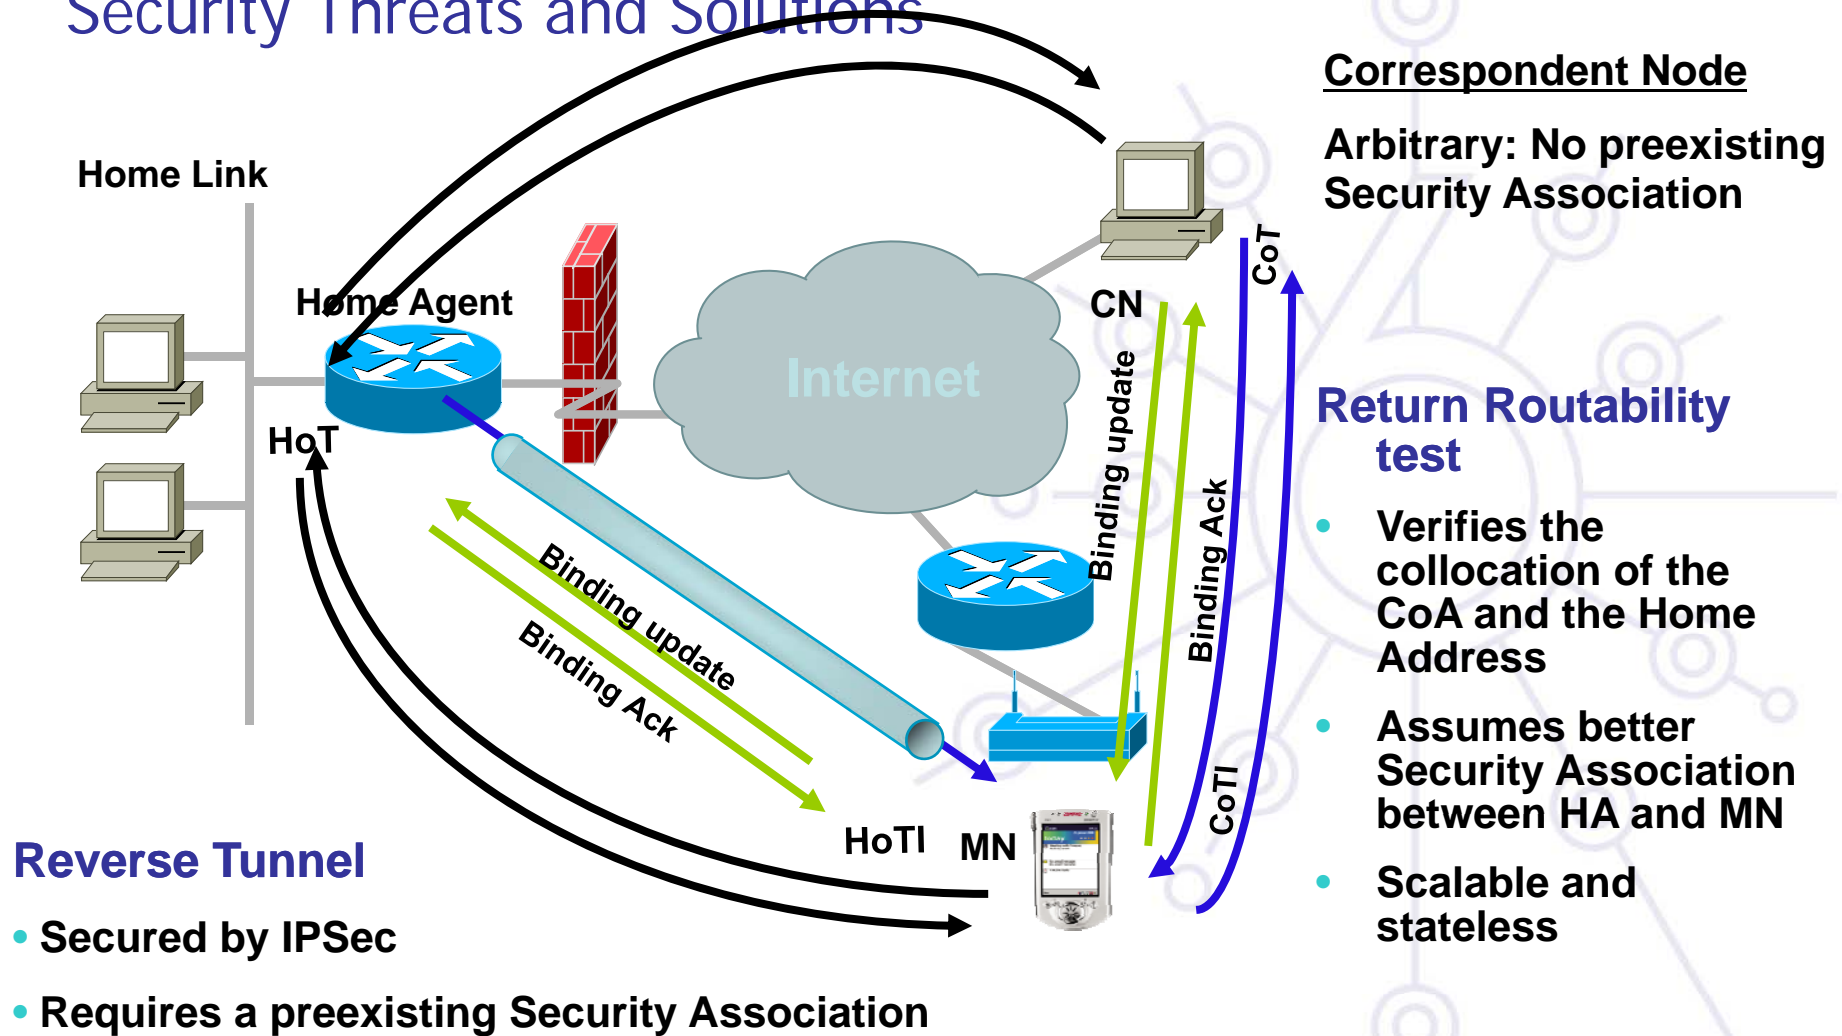 Security Threats and Solutions
Correspondent Node
Arbitrary: No preexisting
Security Association
Home Link
Home Agent
CoT
CN
Internet
Binding update
Binding Ack
Return Routability
test
HoT
• Verifies the
collocation of the
CoA and the Home
Address
Binding update
Binding Ack
• Assumes better
Security Association
between HA and MN
CoTI
HoTI
MN
Reverse Tunnel
• Secured by IPSec
• Requires a preexisting Security Association
• Scalable and
stateless